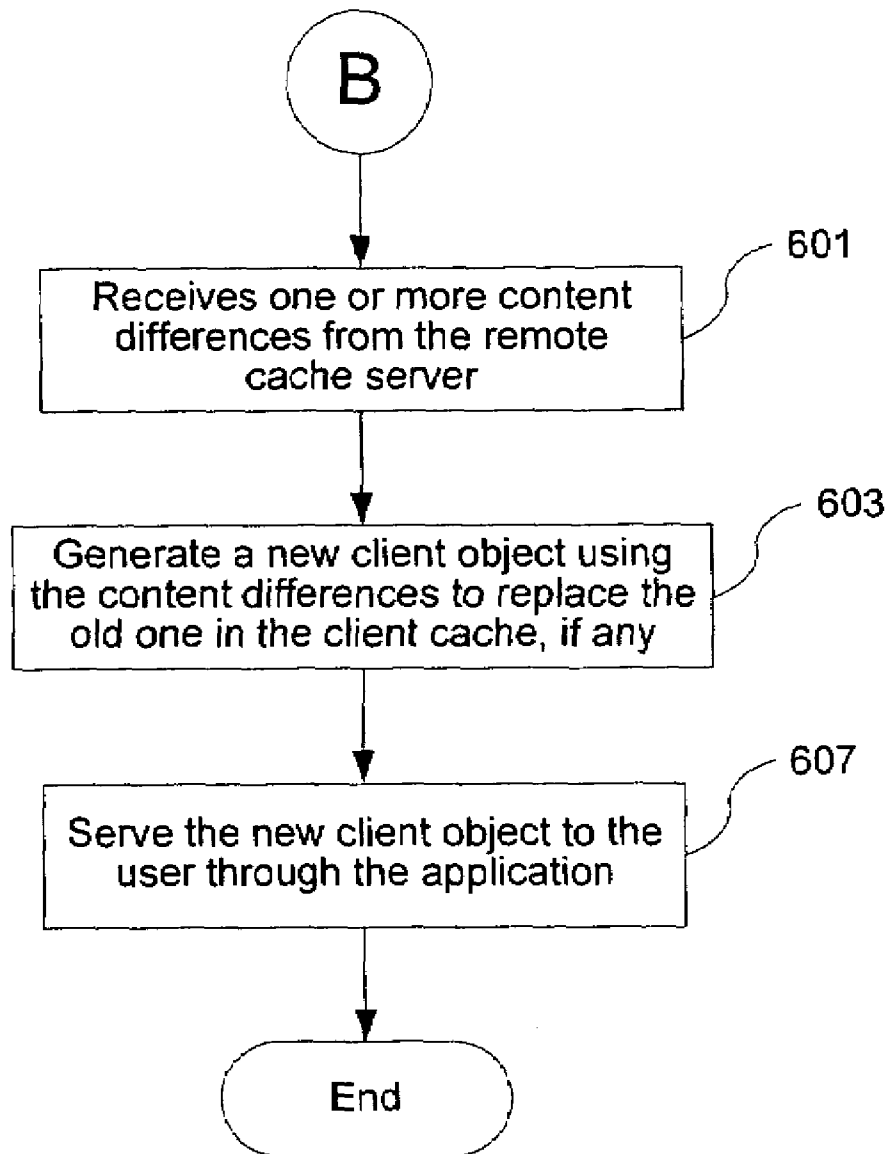 B
601
Receives one or more content
differences from the remote
cache server
603
Generate a new client object using
the content differences to replace the
old one in the client cache, if any
607
Serve the new client object to the
user through the application
End